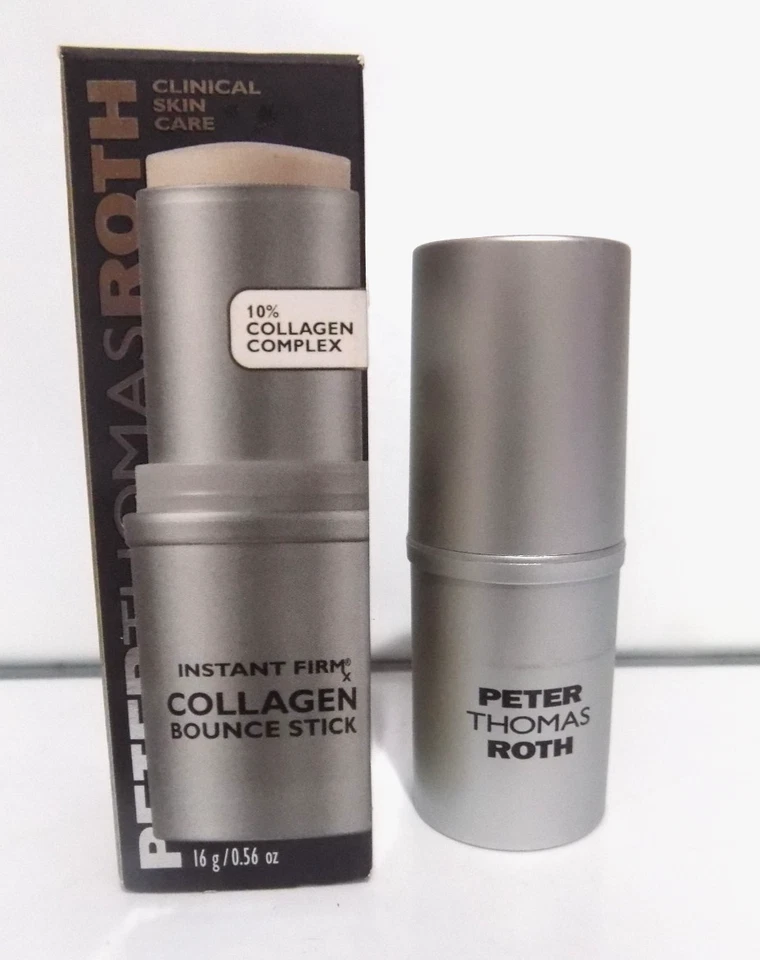 PETER THOMAS ROTH
CLINICAL
SKIN
CARE
10%
COLLAGEN
COMPLEX
INSTANT FIRMx®
COLLAGEN
BOUNCE STICK
16 g/0.56 oz
PETER
THOMAS
ROTH